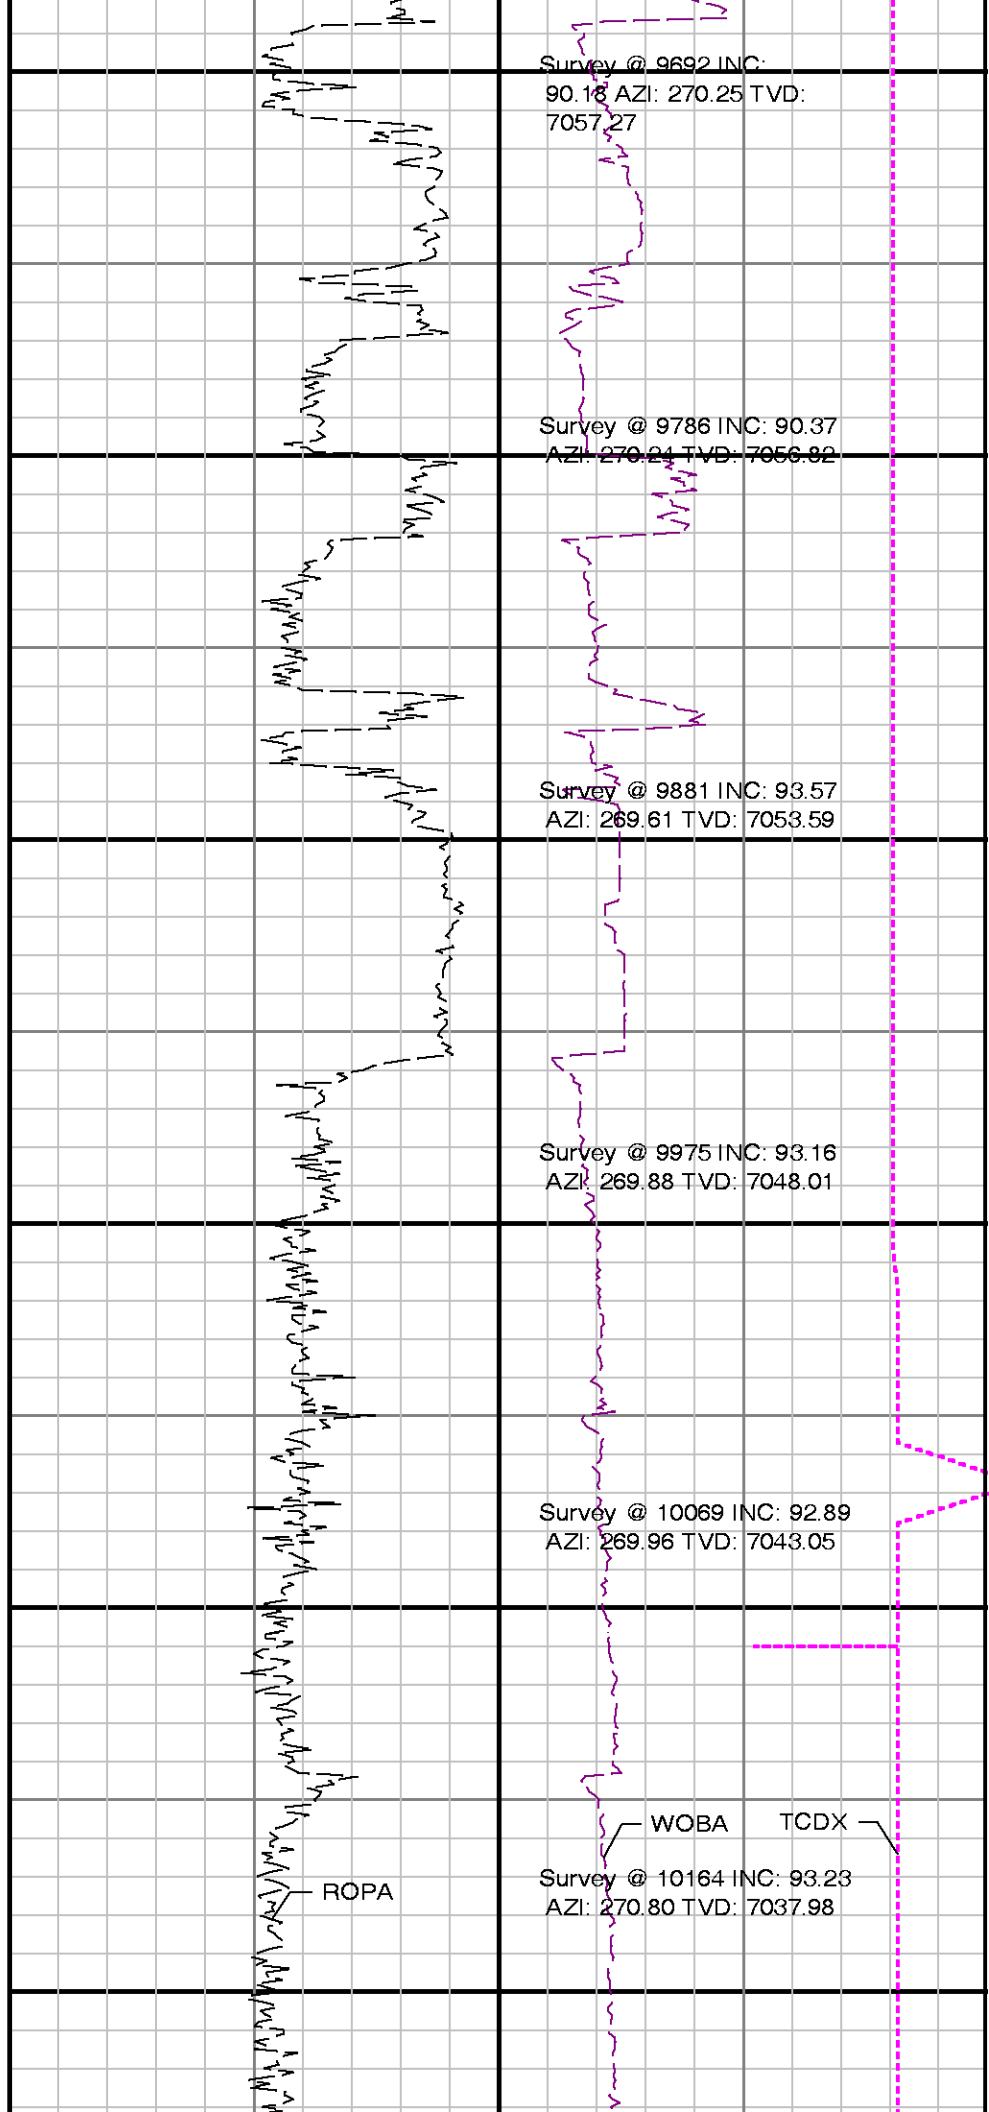 Survey @ 9692 INC:
90.18 AZI: 270.25 TVD:
7057.27
Survey @ 9786 INC: 90.37
AZI: 270.24 TVD: 7056.82
Survey @ 9881 INC: 93.57
AZI: 269.61 TVD: 7053.59
Survey @ 9975 INC: 93.16
AZI: 269.88 TVD: 7048.01
Survey @ 10069 INC: 92.89
AZI: 269.96 TVD: 7043.05
WOBA TCDX
Survey @ 10164 INC: 93.23
ROPA
AZI: 270.80 TVD: 7037.98